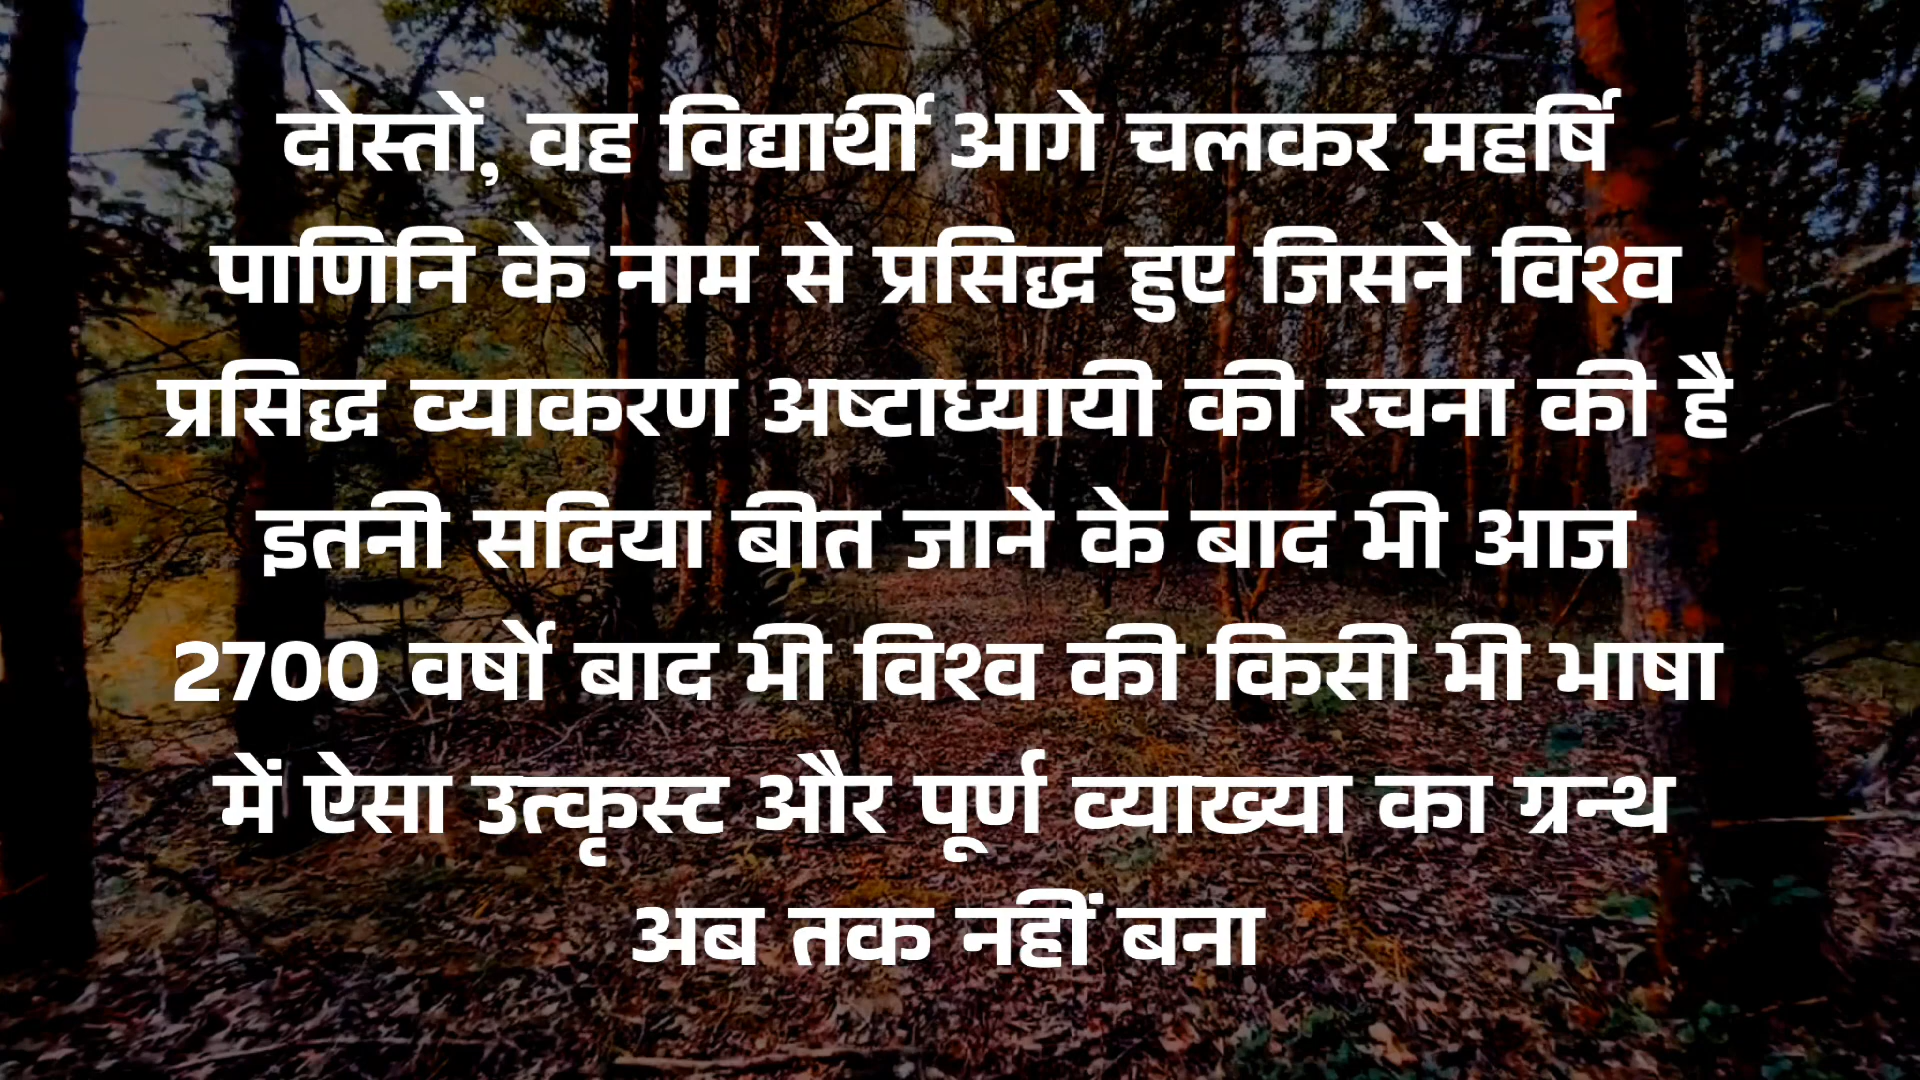 दोस्तों, वह विद्यार्थी आगे चलकर महर्षि
पाणिनि के नाम से प्रसिद्ध हुए जिसने विश्व
प्रसिद्ध व्याकरण अष्टाध्यायी की रचना की है
इतनी सदिया बीत जाने के बाद भी आज
2700 वर्षो बाद भी विश्व की किसी भी भाषा
में ऐसा उत्कृस्ट और पूर्ण व्याख्या का ग्रन्थ
अब तक नहीं बना